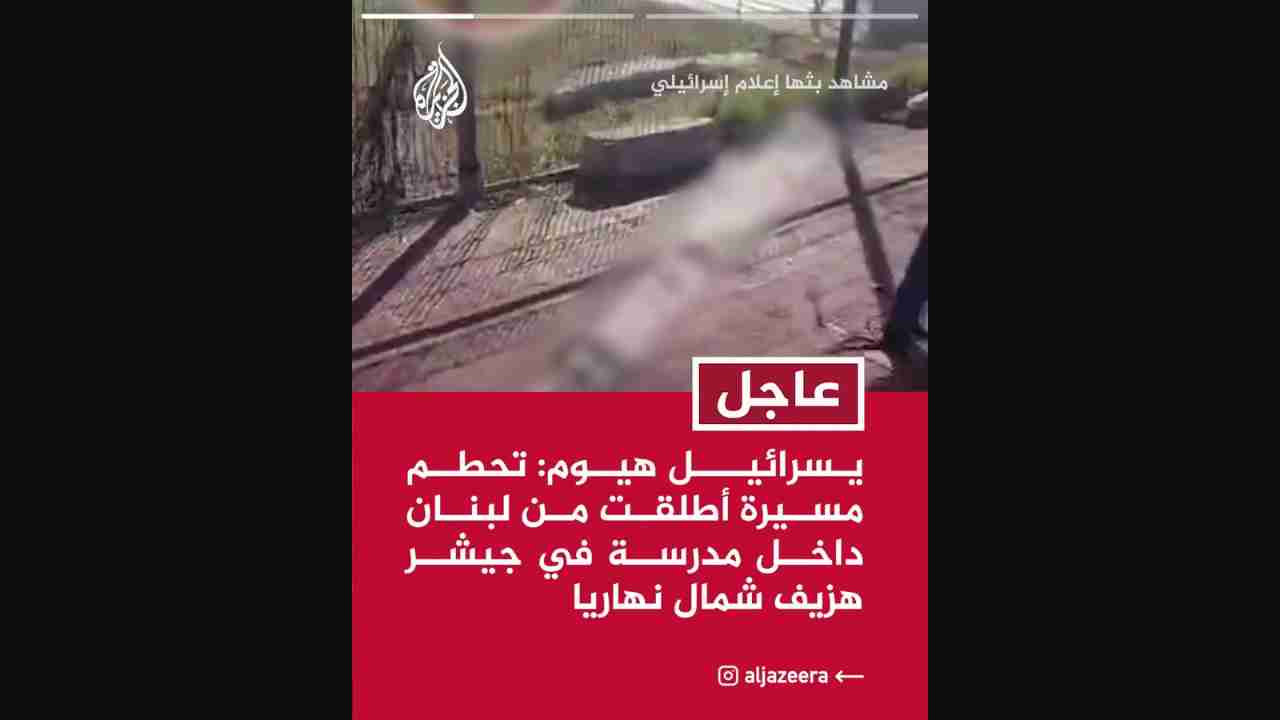 الجزيرة
مشاهد بثها إعلام إسرائيلي
عاجل
يسرائيل هيوم: تحطم
مسيرة أطلقت من لبنان
داخل مدرسة في جيشر
هزيف شمال نهاريا
aljazeera